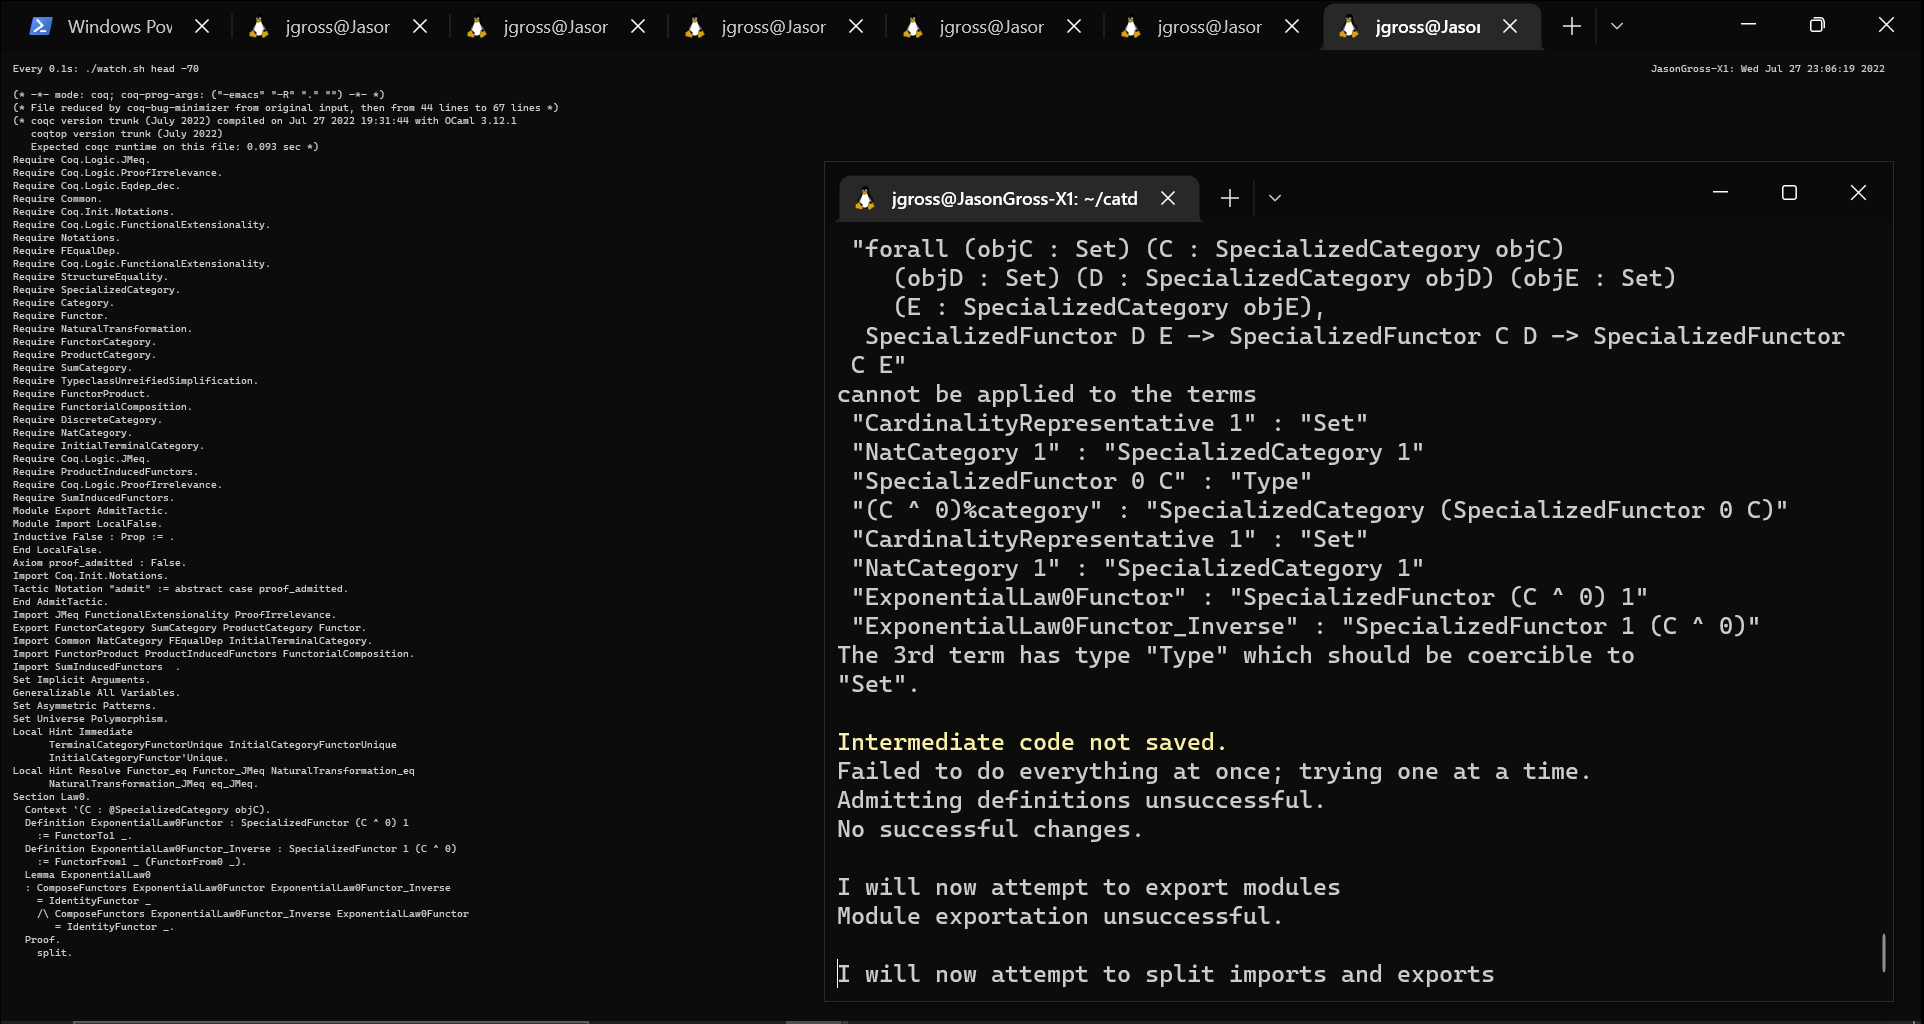 Windows Pov
jgross@Jasor
jgross@Jasor
jgross@Jasor
jgross@Jasor
jgross@Jasor
jgross@Jasor
Every 0.1s: ./watch.sh head -70
JasonGross-X1: Wed Jul 27 23:06:19 2022
(* -*- mode: coq; coq-prog-args: ("-emacs" "-R" "." "") -*- *)
(* File reduced by coq-bug-minimizer from original input, then from 44 lines to 67 lines *)
(* coqc version trunk (July 2022) compiled on Jul 27 2022 19:31:44 with OCaml 3.12.1
coqtop version trunk (July 2022)
Expected coqc runtime on this file: 0.093 sec *)
Require Coq.Logic.JMeq.
Require Coq.Logic.ProofIrrelevance.
Require Coq.Logic.Eqdep_dec.
Require Common.
Require Coq.Init.Notations.
Require Coq.Logic.FunctionalExtensionality.
Require Notations.
Require FEqualDep.
Require Coq.Logic.FunctionalExtensionality.
Require StructureEquality.
Require SpecializedCategory.
Require Category.
Require Functor.
Require NaturalTransformation.
Require FunctorCategory.
Require ProductCategory.
Require SumCategory.
Require TypeclassUnreifiedSimplification.
Require FunctorProduct.
Require FunctorialComposition.
Require DiscreteCategory.
Require NatCategory.
Require InitialTerminalCategory.
Require Coq.Logic.JMeq.
Require ProductInducedFunctors.
Require Coq.Logic.ProofIrrelevance.
Require SumInducedFunctors.
Module Export AdmitTactic.
Module Import LocalFalse.
Inductive False : Prop := .
End LocalFalse.
Axiom proof_admitted : False.
Import Coq.Init.Notations.
Tactic Notation "admit" := abstract case proof_admitted.
End AdmitTactic.
Import JMeq FunctionalExtensionality ProofIrrelevance.
Export FunctorCategory SumCategory ProductCategory Functor.
Import Common NatCategory FEqualDep InitialTerminalCategory.
Import FunctorProduct ProductInducedFunctors FunctorialComposition.
Import SumInducedFunctors  .
Set Implicit Arguments.
Generalizable All Variables.
Set Asymmetric Patterns.
Set Universe Polymorphism.
Local Hint Immediate
TerminalCategoryFunctorUnique InitialCategoryFunctorUnique
InitialCategoryFunctor'Unique.
Local Hint Resolve Functor_eq Functor_JMeq NaturalTransformation_eq
NaturalTransformation_JMeq eq_JMeq.
Section Law0.
Context `(C : @SpecializedCategory objC).
Definition ExponentialLaw0Functor : SpecializedFunctor (C ^ 0) 1
:= FunctorTo1 _.
Definition ExponentialLaw0Functor_Inverse : SpecializedFunctor 1 (C ^ 0)
:= FunctorFrom1 _ (FunctorFrom0 _).
Lemma ExponentialLaw0
: ComposeFunctors ExponentialLaw0Functor ExponentialLaw0Functor_Inverse
= IdentityFunctor _
/\ ComposeFunctors ExponentialLaw0Functor_Inverse ExponentialLaw0Functor
= IdentityFunctor _.
Proof.
split.
jgross@JasonGross-X1: ~/catd
"forall (objC : Set) (C : SpecializedCategory objC)
(objD : Set) (D : SpecializedCategory objD) (objE : Set)
(E : SpecializedCategory objE),
SpecializedFunctor D E -> SpecializedFunctor C D -> SpecializedFunctor
C E"
cannot be applied to the terms
"CardinalityRepresentative 1" : "Set"
"NatCategory 1" : "SpecializedCategory 1"
"SpecializedFunctor 0 C" : "Type"
"(C ^ 0)%category" : "SpecializedCategory (SpecializedFunctor 0 C)"
"CardinalityRepresentative 1" : "Set"
"NatCategory 1" : "SpecializedCategory 1"
"ExponentialLaw0Functor" : "SpecializedFunctor (C ^ 0) 1"
"ExponentialLaw0Functor_Inverse" : "SpecializedFunctor 1 (C ^ 0)"
The 3rd term has type "Type" which should be coercible to
"Set".
Intermediate code not saved.
Failed to do everything at once; trying one at a time.
Admitting definitions unsuccessful.
No successful changes.
I will now attempt to export modules
Module exportation unsuccessful.
I will now attempt to split imports and exports